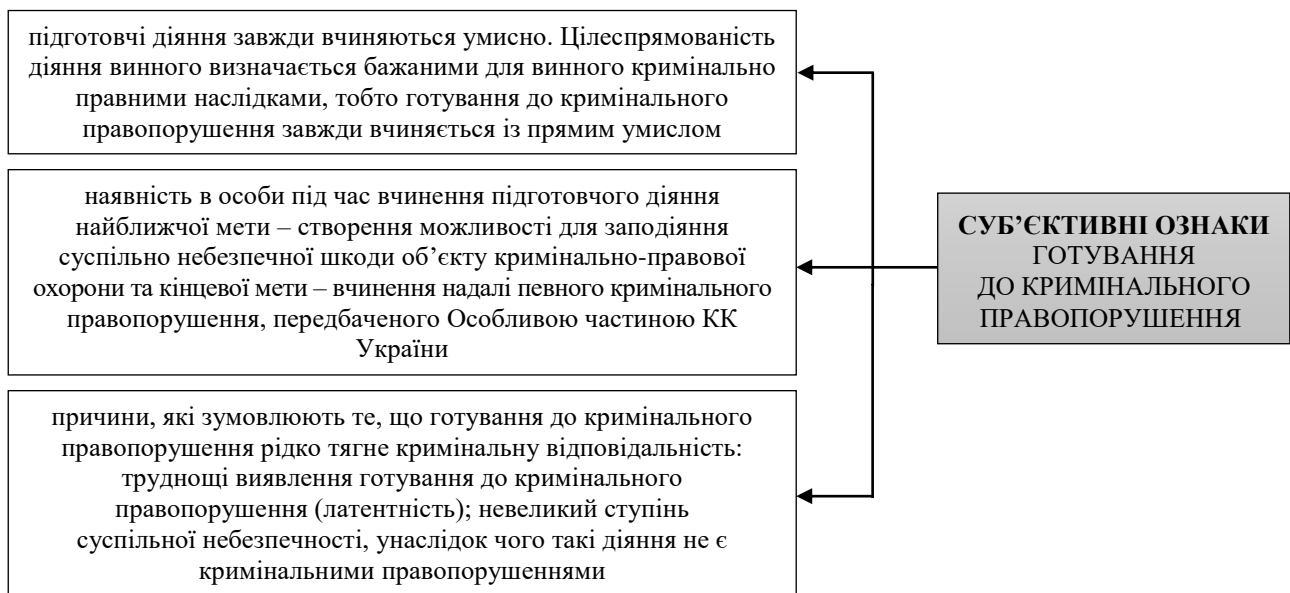 підготовчі діяння завжди вчиняються умисно. Цілеспрямованість
діяння винного визначається бажаними для винного кримінально
правними наслідками, тобто готування до кримінального
правопорушення завжди вчиняється із прямим умислом
наявність в особи під час вчинення підготовчого діяння
найближчої мети – створення можливості для заподіяння
суспільно небезпечної шкоди об’єкту кримінально-правової
охорони та кінцевої мети – вчинення надалі певного кримінального
правопорушення, передбаченого Особливою частиною КК
України
причини, які зумовлюють те, що готування до кримінального
правопорушення рідко тягне кримінальну відповідальність:
труднощі виявлення готування до кримінального
правопорушення (латентність); невеликий ступінь
суспільної небезпечності, унаслідок чого такі діяння не є
кримінальними правопорушеннями
СУБ’ЄКТИВНІ ОЗНАКИ
ГОТУВАННЯ
ДО КРИМІНАЛЬНОГО
ПРАВОПОРУШЕННЯ